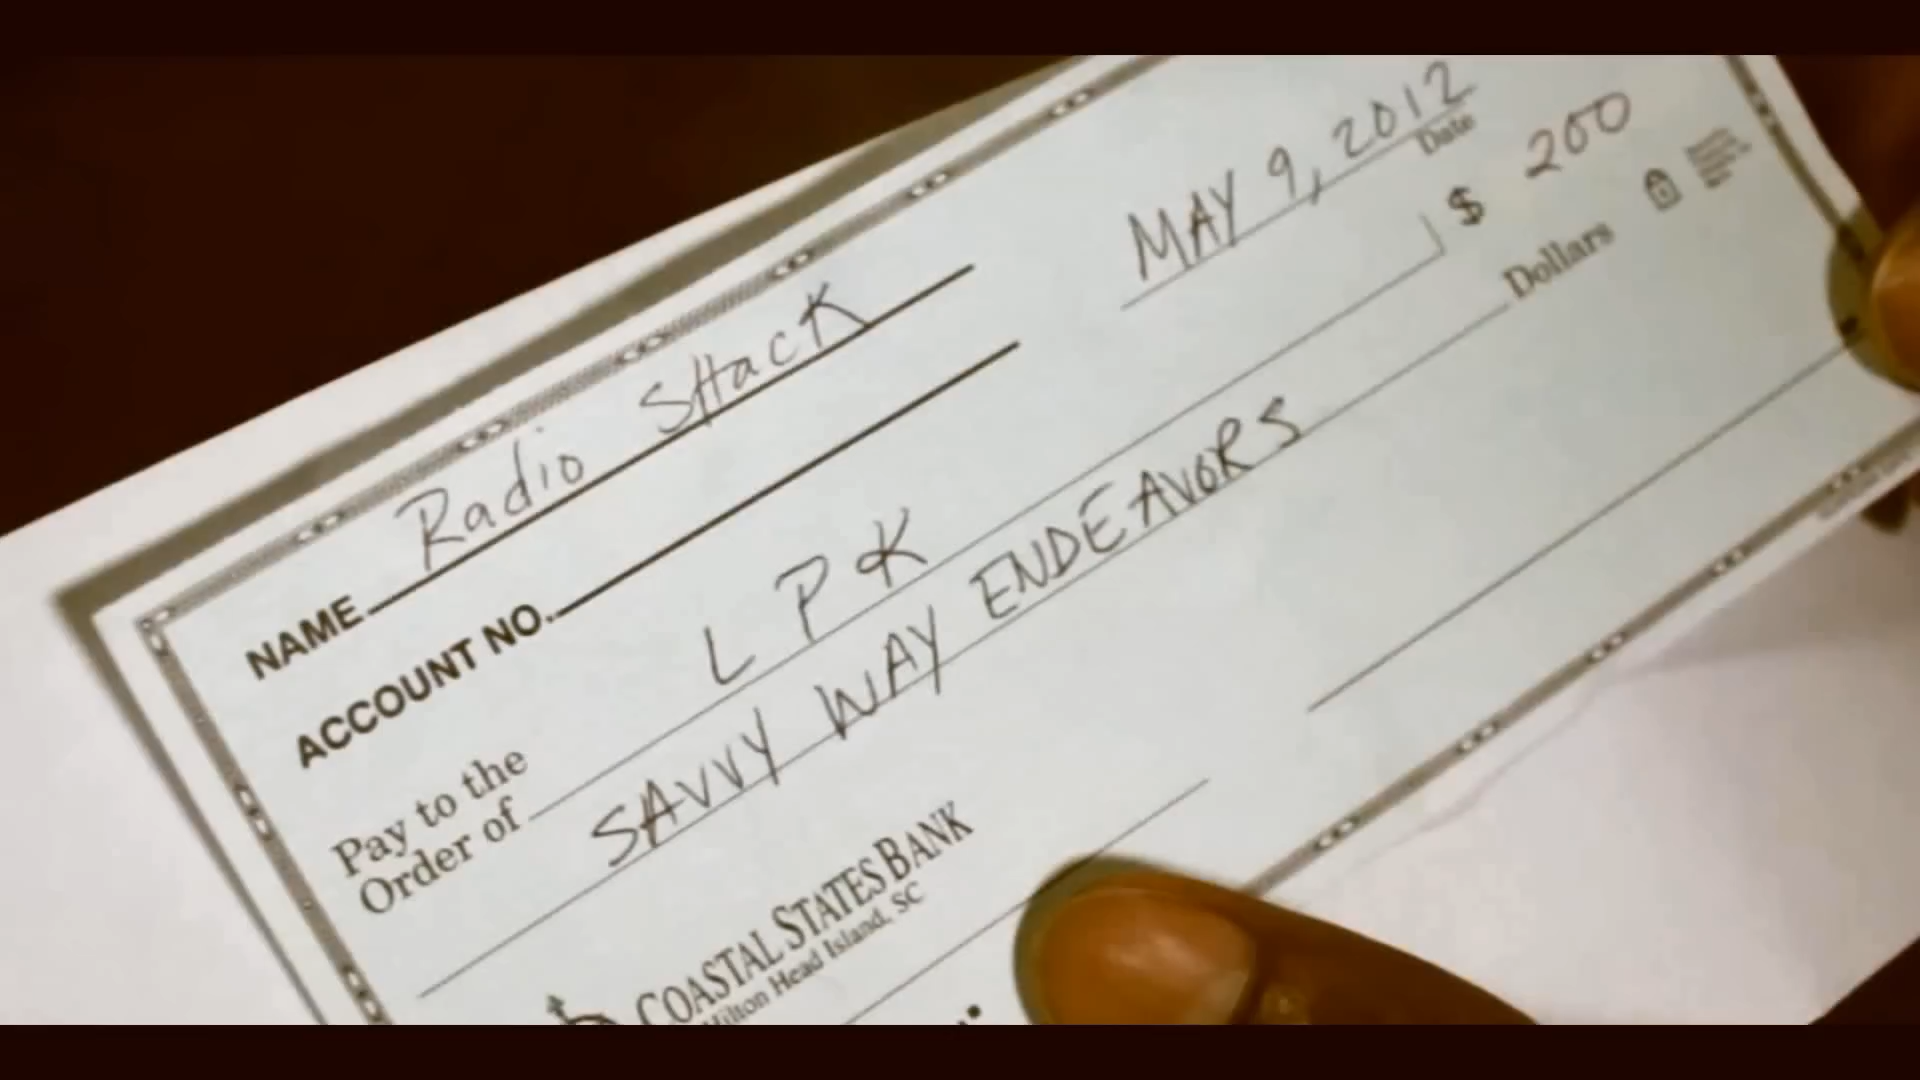 MAY 9, 2012
Date
NAME Radio SHack
ACCOUNT NO.
Pay to the
Order of L P K
$ 200
SAVVY WAY ENDEAVORS Dollars
COASTAL STATES BANK
Hilton Head Island, SC